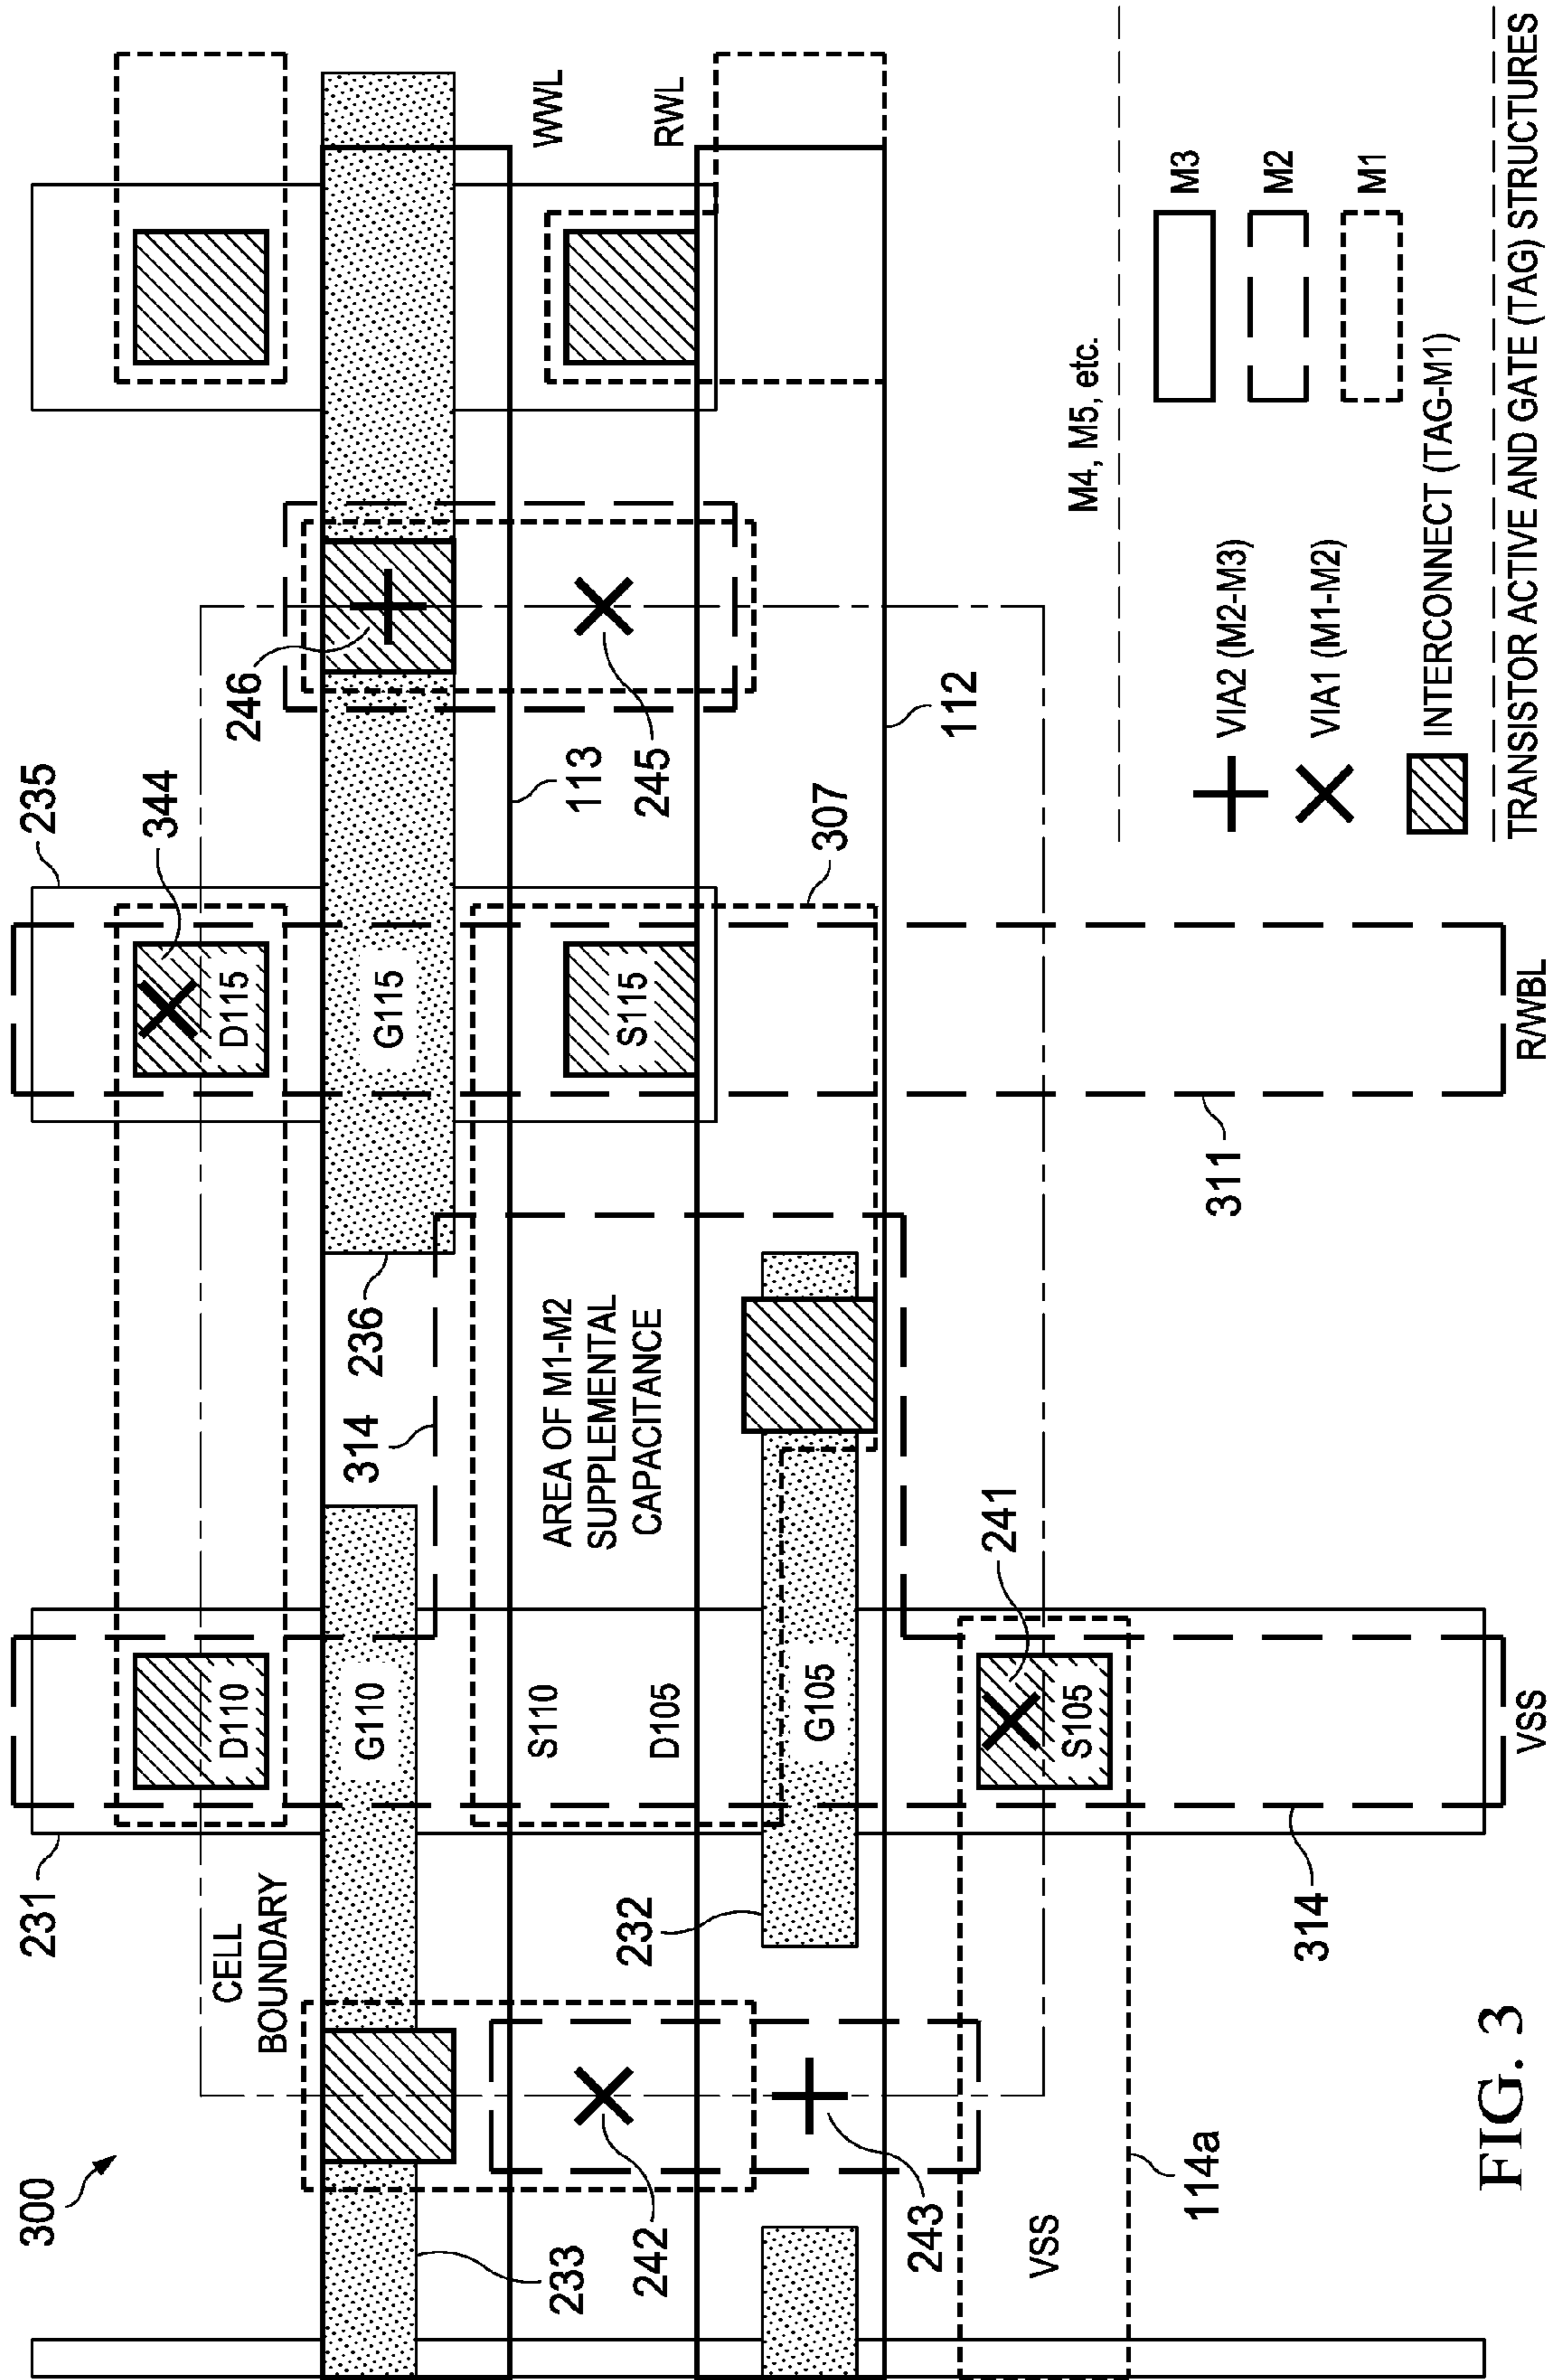 300
231
235
344
CELL
BOUNDARY
D110
D115
246
G110
236
G115
233
314
113
WWL
S110
AREA OF M1-M2
SUPPLEMENTAL
CAPACITANCE
S115
245
242
232
D105
RWL
G105
307
243
241
112
S105
VSS
114a
314
311
VSS
R/WBL
M4, M5, etc.
VIA2 (M2-M3)
M3
VIA1 (M1-M2)
M2
M1
INTERCONNECT (TAG-M1)
TRANSISTOR ACTIVE AND GATE (TAG) STRUCTURES
FIG. 3